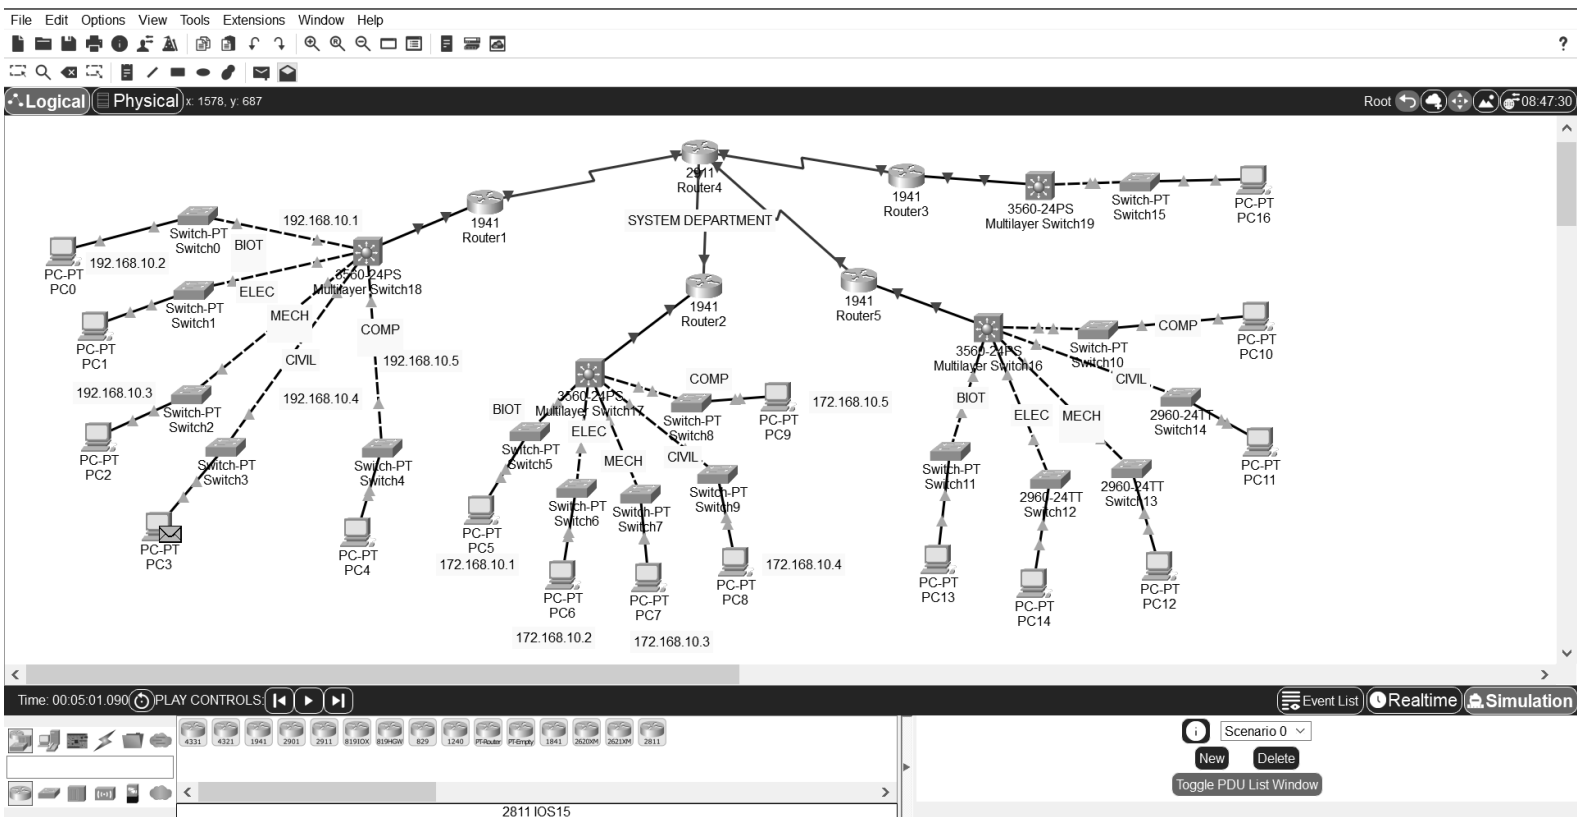 File Edit Options View Tools Extensions Window Help
?
Logical Physical x: 1578, y: 687 Root 08:47:30
2911
Router4
1941
Router1
1941
Router3
3560-24PS
Multilayer Switch19
Switch-PT
Switch15
PC-PT
PC16
SYSTEM DEPARTMENT
192.168.10.1
Switch-PT
Switch0
BIOT
192.168.10.2
PC-PT
PC0
3560-24PS
Multilayer Switch18
ELEC
Switch-PT
Switch1
MECH
COMP
PC-PT
PC1
CIVIL
192.168.10.5
192.168.10.3
192.168.10.4
Switch-PT
Switch2
PC-PT
PC2
Switch-PT
Switch3
Switch-PT
Switch4
PC-PT
PC3
PC-PT
PC4
1941
Router2
1941
Router5
3560-24PS
Multilayer Switch17
COMP
BIOT
ELEC
MECH
CIVIL
Switch-PT
Switch8
PC-PT
PC9
172.168.10.5
Switch-PT
Switch5
Switch-PT
Switch6
Switch-PT
Switch7
Switch-PT
Switch9
PC-PT
PC5
172.168.10.1
PC-PT
PC6
172.168.10.2
PC-PT
PC7
172.168.10.3
PC-PT
PC8
172.168.10.4
3560-24PS
Multilayer Switch16
Switch-PT
Switch10
COMP
PC-PT
PC10
CIVIL
BIOT
ELEC
MECH
2960-24TT
Switch14
PC-PT
PC11
Switch-PT
Switch11
2960-24TT
Switch12
2960-24TT
Switch13
PC-PT
PC13
PC-PT
PC14
PC-PT
PC12
Time: 00:05:01.090 PLAY CONTROLS: Event List Realtime Simulation
4331 4321 1941 2901 2911 819IOX 819HGW 829 1240 PT-Router PT-Empty 1841 2620XM 2621XM 2811
Scenario 0
New Delete
Toggle PDU List Window
2811 IOS15